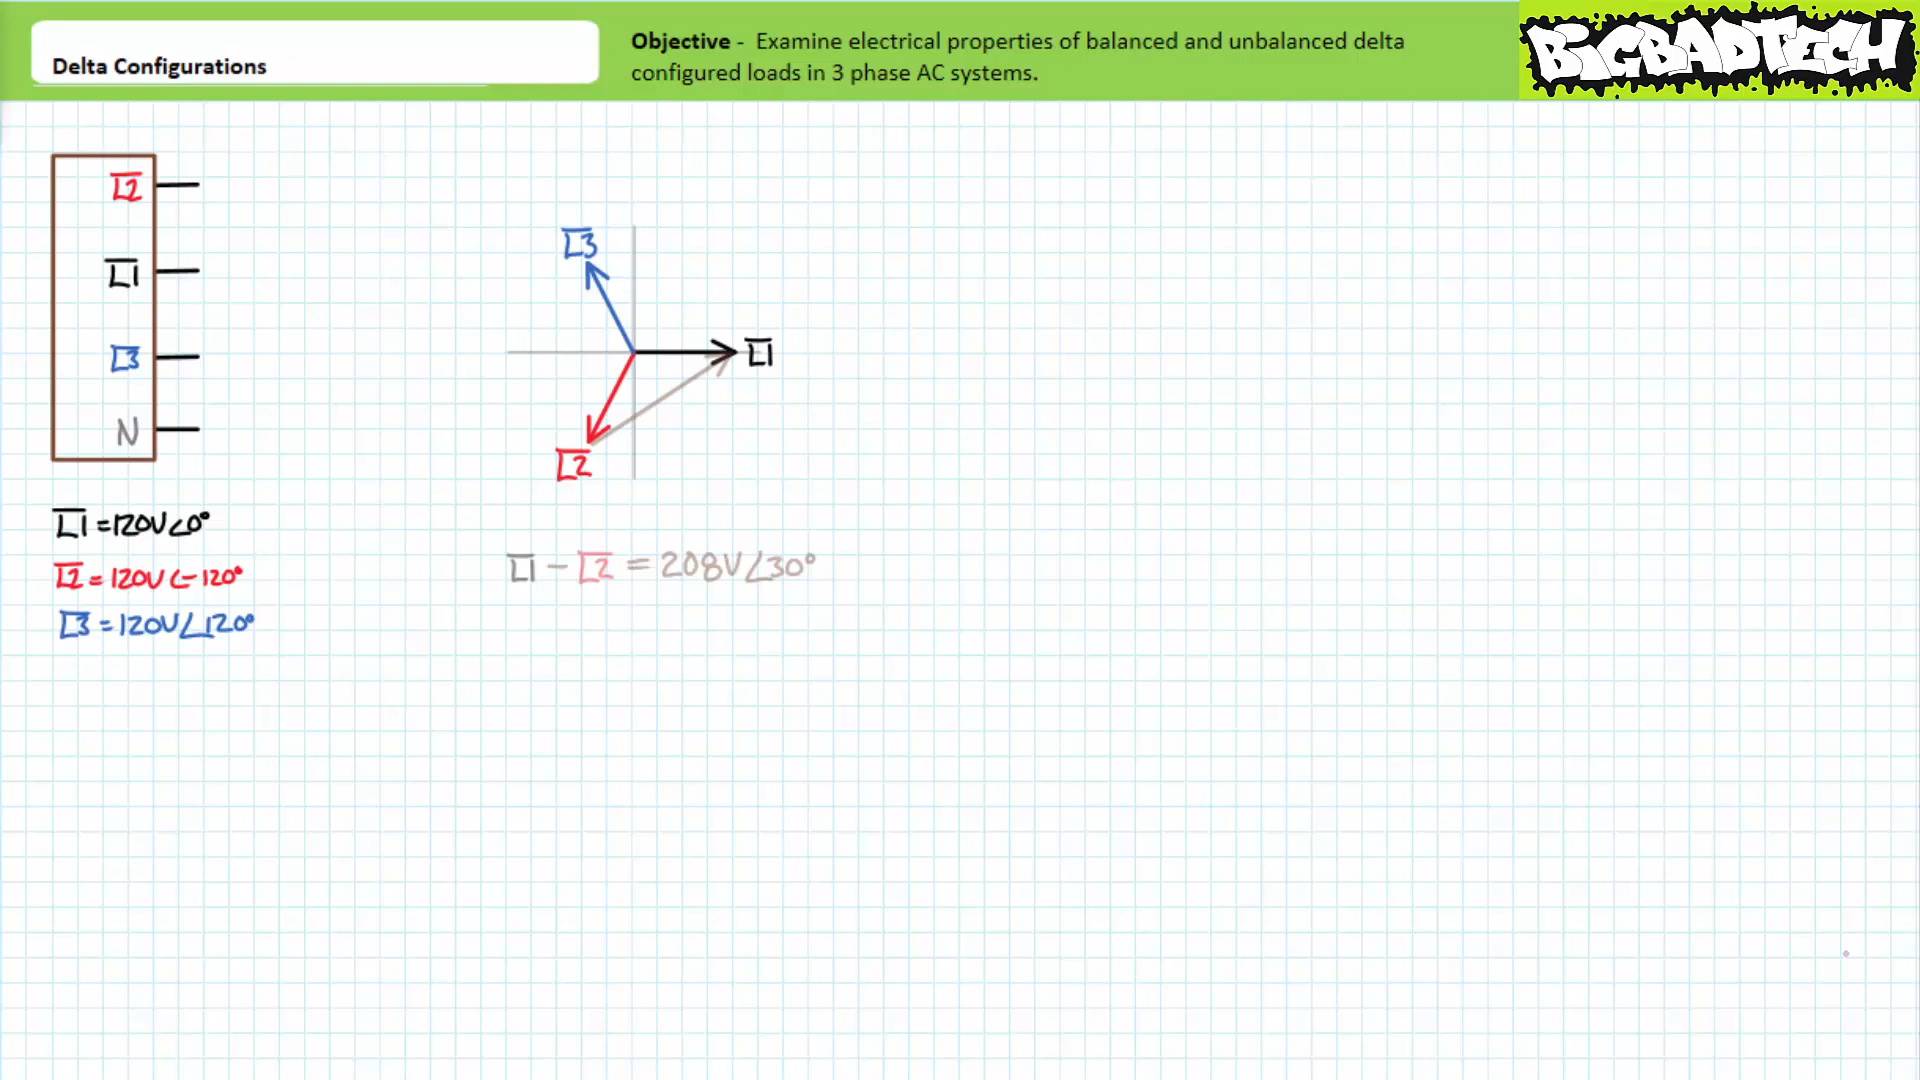 Delta Configurations
Objective - Examine electrical properties of balanced and unbalanced delta
configured loads in 3 phase AC systems.
BIGBADTECH
L2
L1
L3
N
L3
L1
L2
L1 = 120V∠0°
L2 = 120V∠-120°
L3 = 120V∠120°
L1 - L2 = 208V∠30°